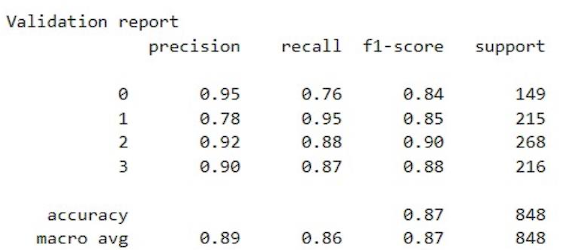 Validation report
precision recall f1-score support
0 0.95 0.76 0.84 149
1 0.78 0.95 0.85 215
2 0.92 0.88 0.90 268
3 0.90 0.87 0.88 216
accuracy 0.87 848
macro avg 0.89 0.86 0.87 848